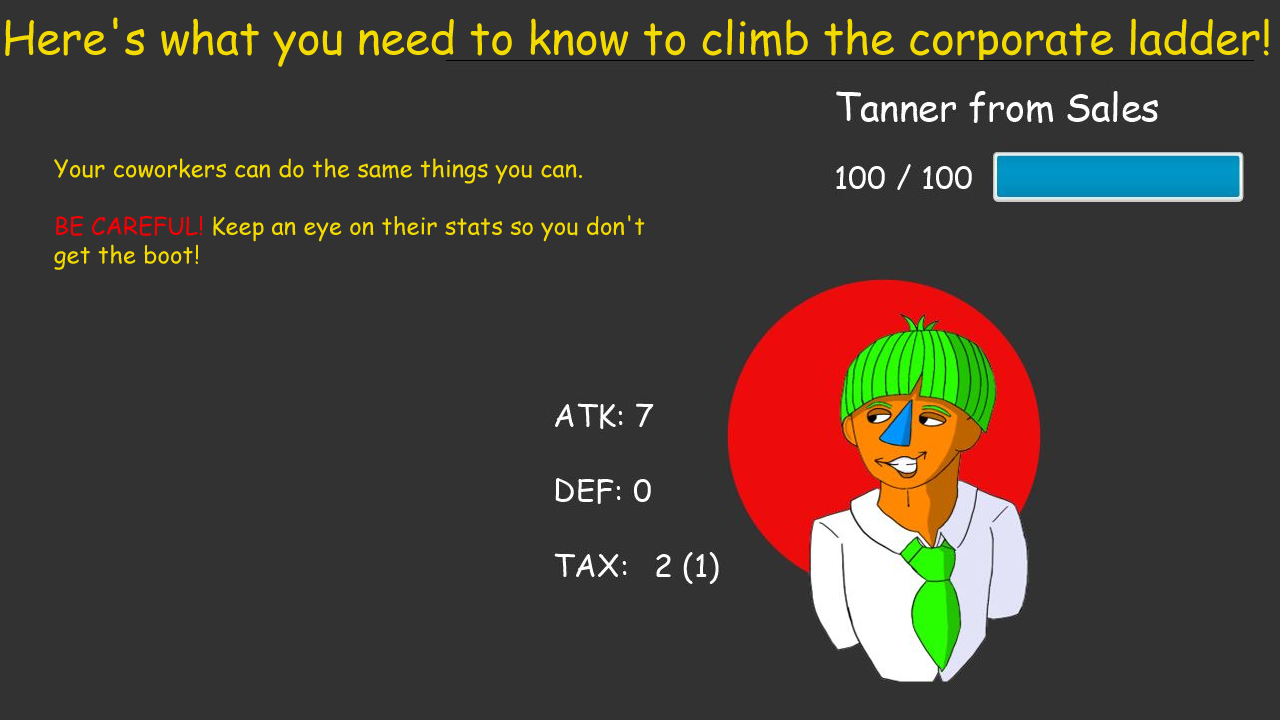 Here's what you need to know to climb the corporate ladder!
Tanner from Sales
100 / 100
Your coworkers can do the same things you can.
BE CAREFUL! Keep an eye on their stats so you don't
get the boot!
ATK: 7
DEF: 0
TAX: 2 (1)